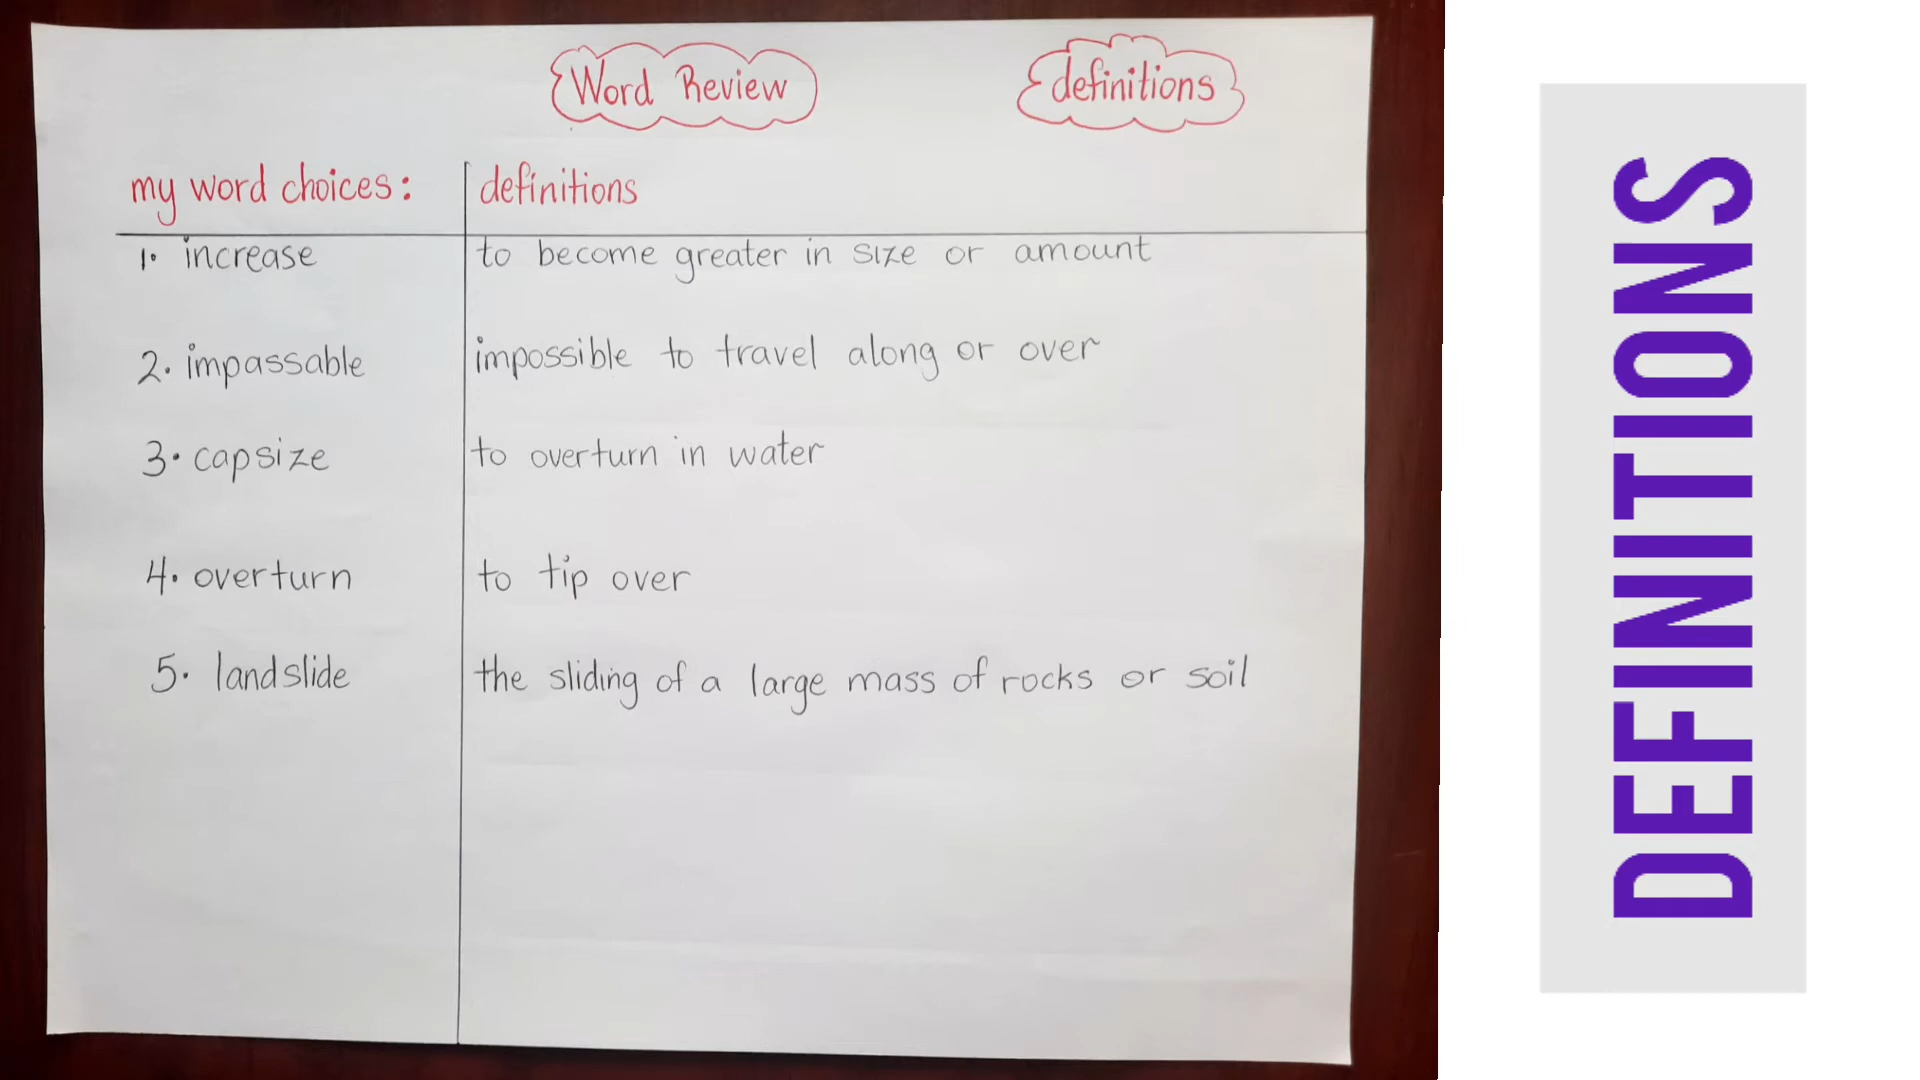 Word Review
definitions
my word choices: definitions
1. increase to become greater in size or amount
2. impassable impossible to travel along or over
3. capsize to overturn in water
4. overturn to tip over
5. landslide the sliding of a large mass of rocks or soil
DEFINITIONS